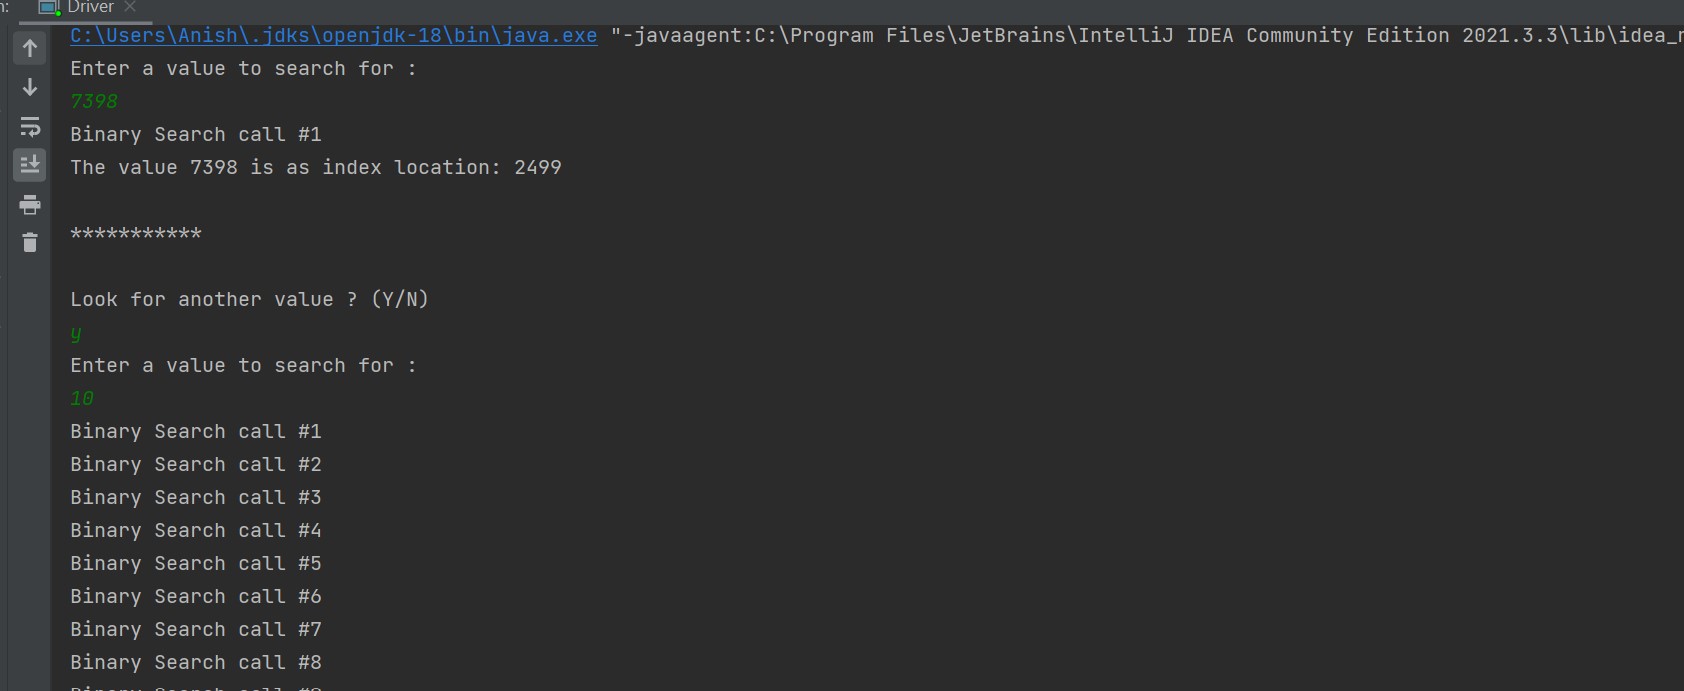 Driver
C:\Users\Anish\.jdks\openjdk-18\bin\java.exe "-javaagent:C:\Program Files\JetBrains\IntelliJ IDEA Community Edition 2021.3.3\lib\idea_r
Enter a value to search for :
7398
Binary Search call #1
The value 7398 is as index location: 2499
***********
Look for another value ? (Y/N)
y
Enter a value to search for :
10
Binary Search call #1
Binary Search call #2
Binary Search call #3
Binary Search call #4
Binary Search call #5
Binary Search call #6
Binary Search call #7
Binary Search call #8
Binary Search call